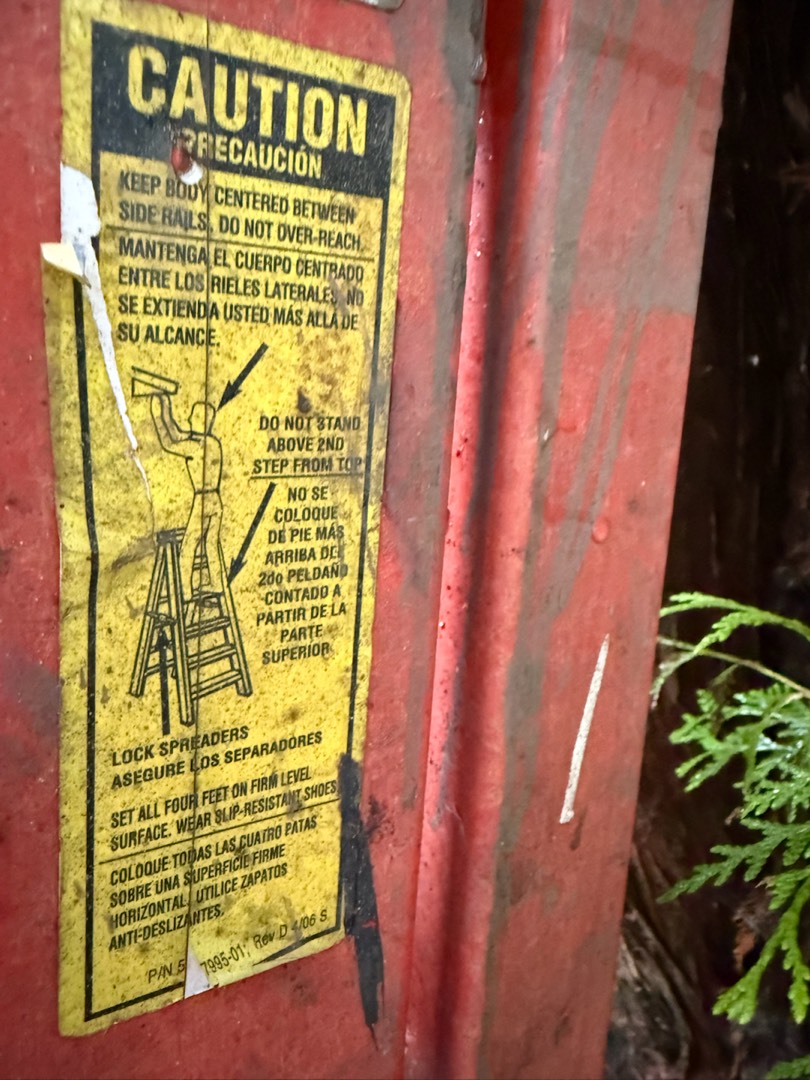 CAUTION
PRECAUCIÓN
KEEP BODY CENTERED BETWEEN
SIDE RAILS, DO NOT OVER-REACH.
MANTENGA EL CUERPO CENTRADO
ENTRE LOS RIELES LATERALES, NO
SE EXTIENDA USTED MÁS ALLA DE
SU ALCANCE.
DO NOT STAND
ABOVE 2ND
STEP FROM TOP
NO SE
COLOQUE
DE PIE MÁS
ARRIBA DEL
2do PELDAÑO
CONTADO A
PARTIR DE LA
PARTE
SUPERIOR
LOCK SPREADERS
ASEGURE LOS SEPARADORES
SET ALL FOUR FEET ON FIRM LEVEL
SURFACE. WEAR SLIP-RESISTANT SHOES
COLOQUE TODAS LAS CUATRO PATAS
SOBRE UNA SUPERFICIE FIRME
HORIZONTAL. UTILICE ZAPATOS
ANTI-DESLIZANTES.
P/N 7995-01; Rev D /06 S